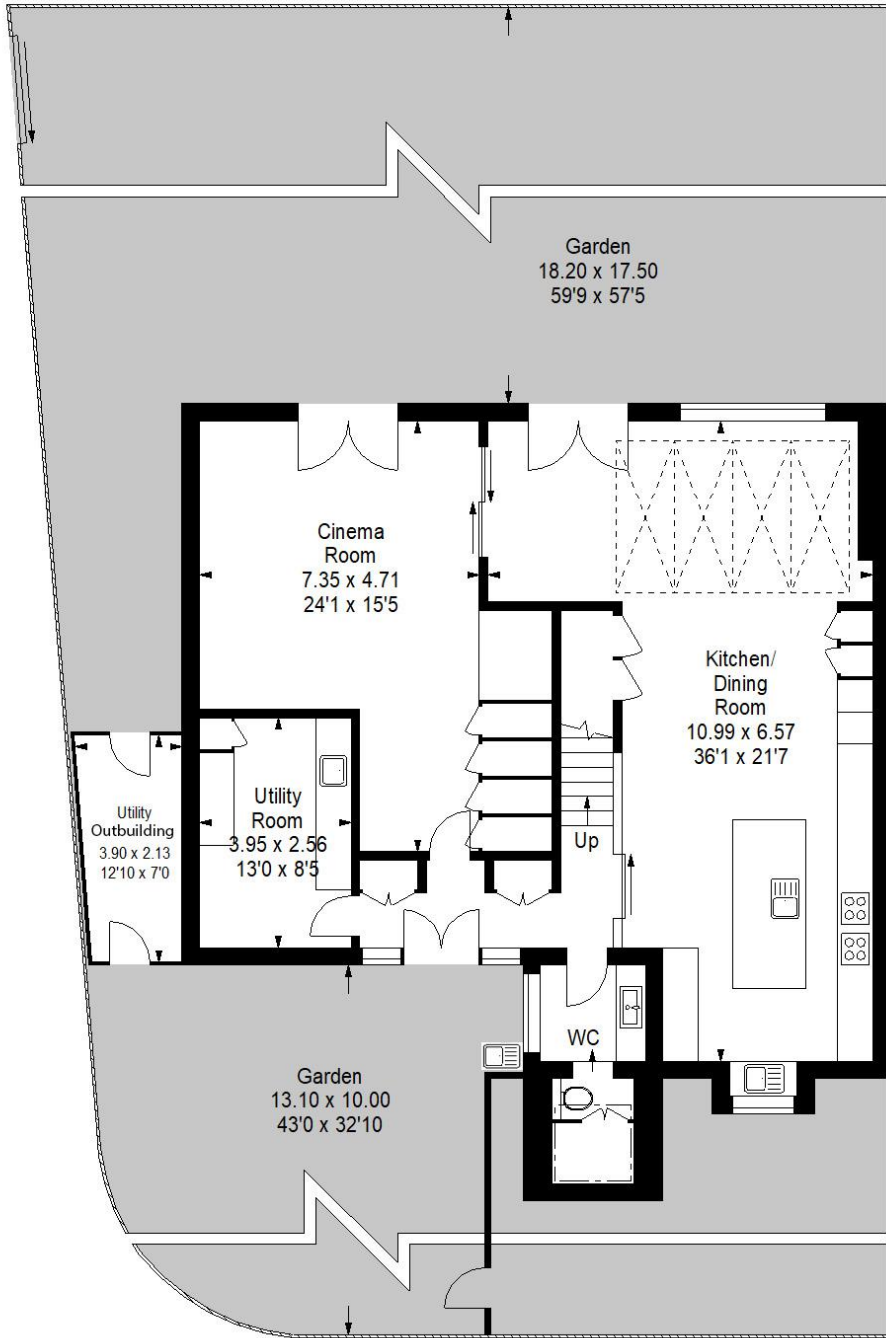 Garden
18.20 x 17.50
59'9 x 57'5
Cinema
Room
7.35 x 4.71
24'1 x 15'5
Kitchen/
Dining
Room
10.99 x 6.57
36'1 x 21'7
Utility
Outbuilding
3.90 x 2.13
12'10 x 7'0
Utility
Room
3.95 x 2.56
13'0 x 8'5
Up
WC
Garden
13.10 x 10.00
43'0 x 32'10